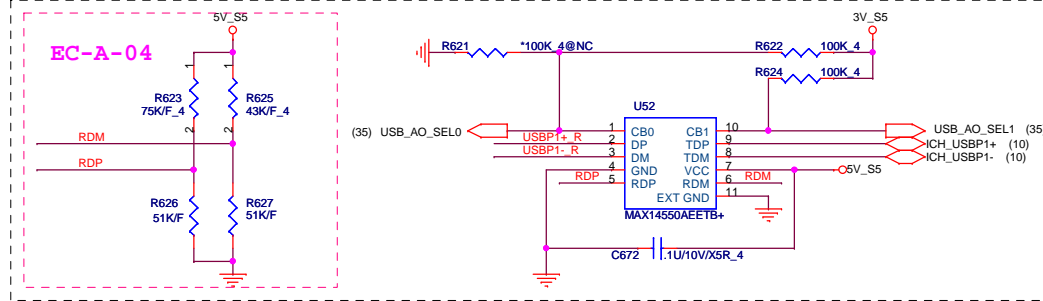 5V_S5
3V_S5
EC-A-04
R621
*100K_4@NC
R622
100K_4
R624
100K_4
1
1
R623
75K/F_4
R625
43K/F_4
2
2
U52
RDM
RDP
(35) USB_AO_SEL0
USBP1+_R
USBP1-_R
RDP
1
2
3
4
5
CB0
DP
DM
GND
RDP
CB1
TDP
TDM
VCC
RDM
EXT GND
10
9
8
7
6
11
RDM
USB_AO_SEL1 (35
ICH_USBP1+ (10)
ICH_USBP1- (10)
5V_S5
MAX14550AEETB+
R626
51K/F
R627
51K/F
C672
.1U/10V/X5R_4